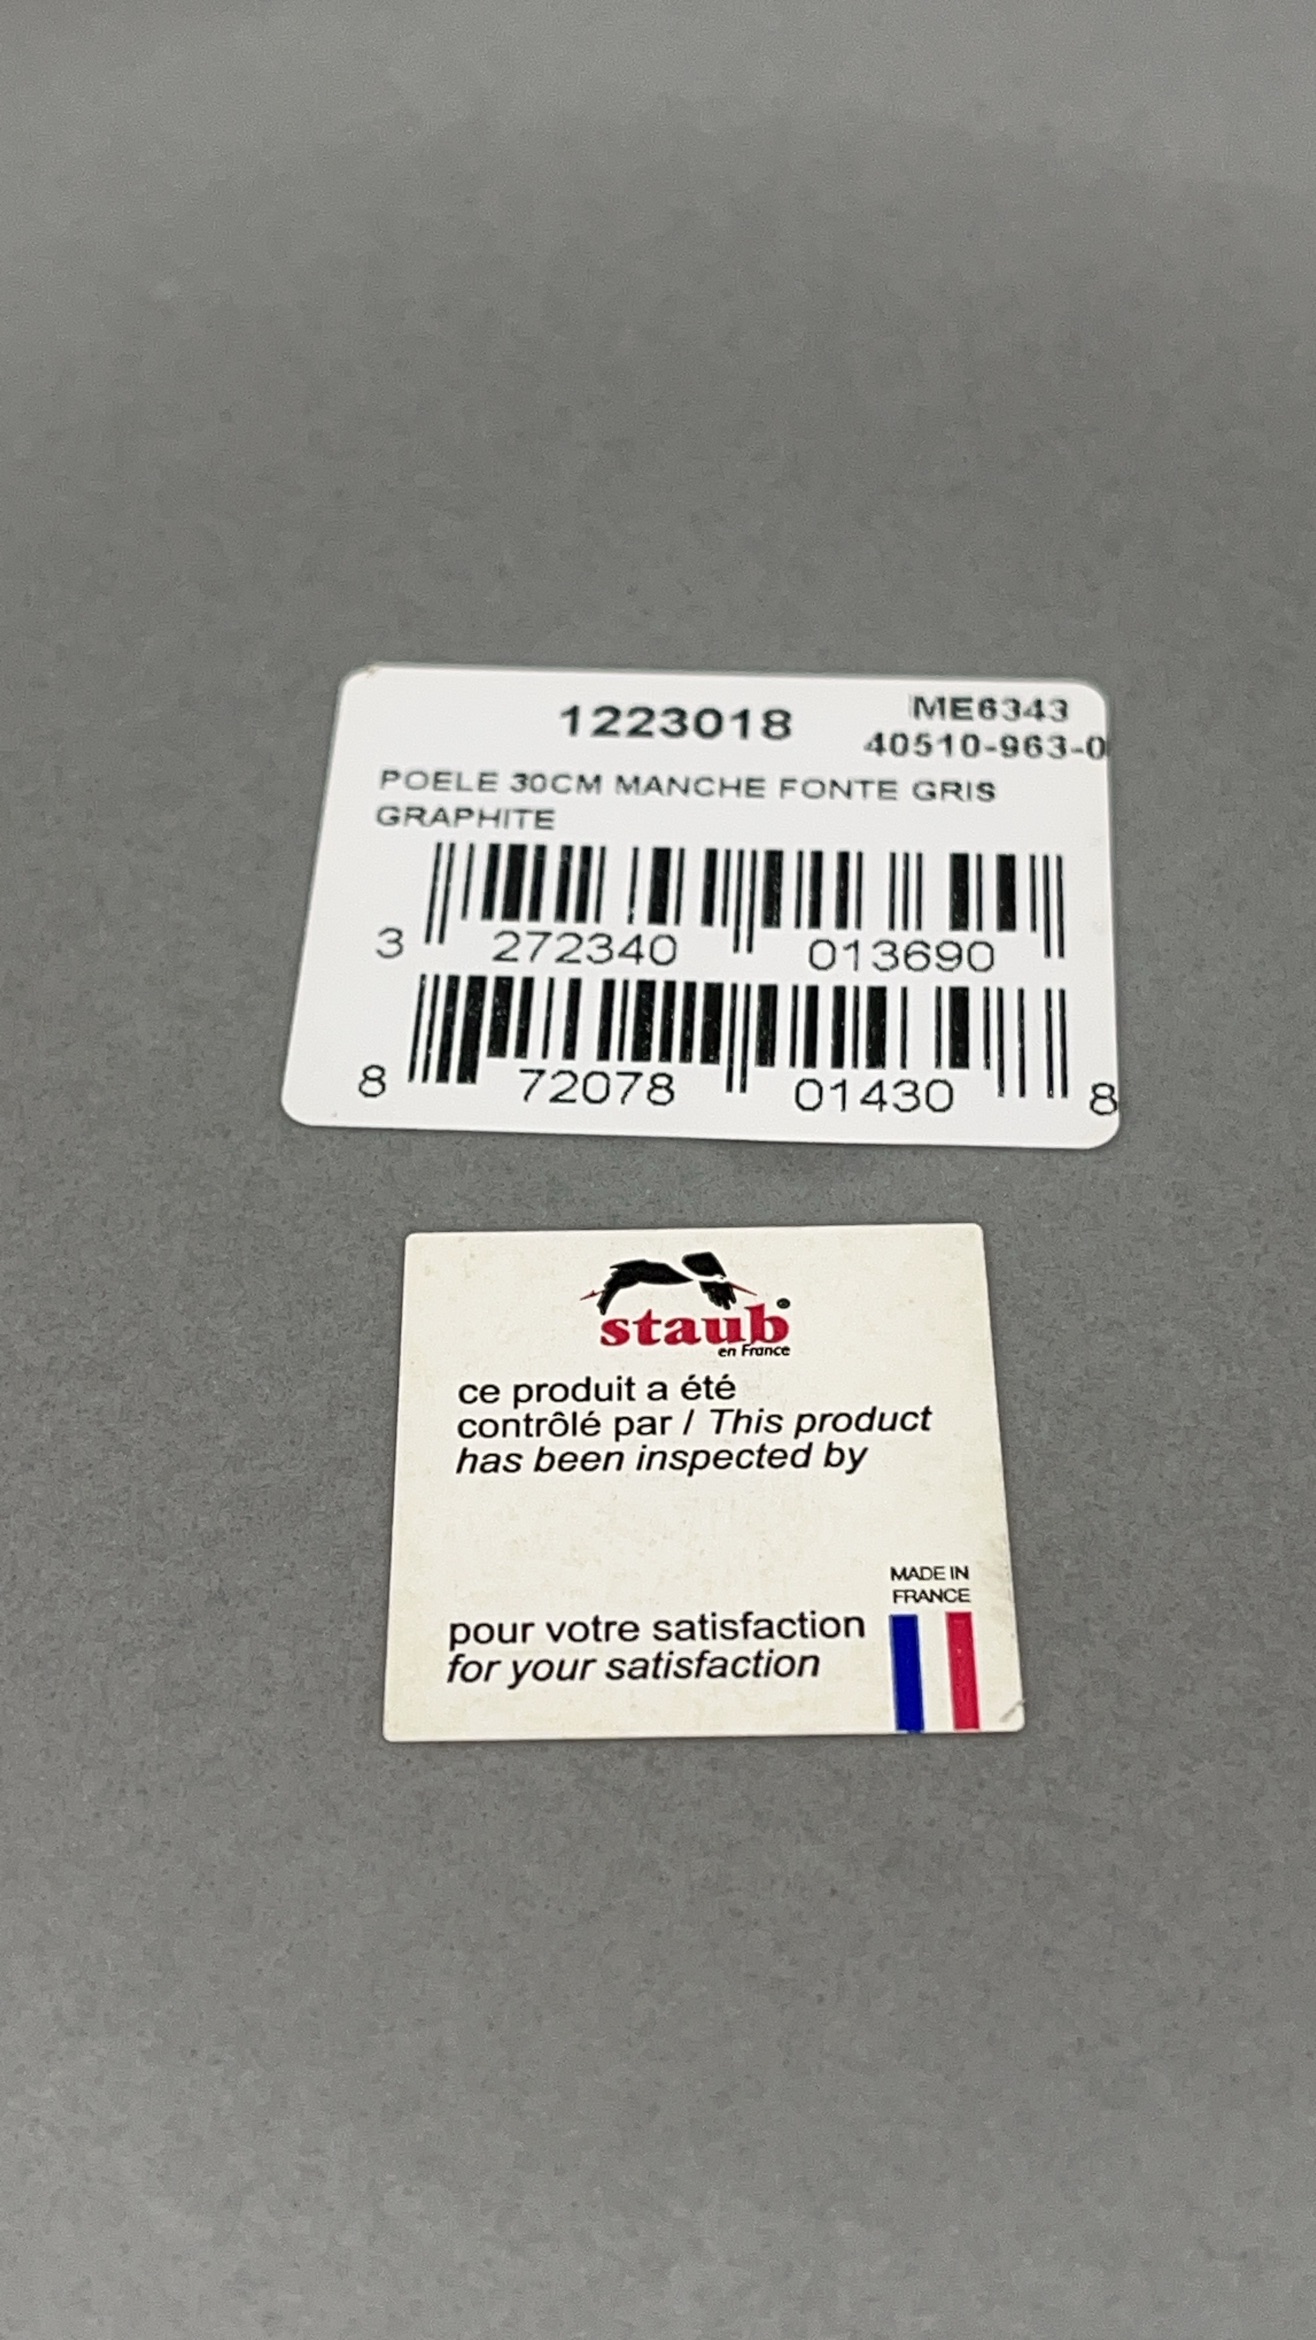 1223018
ME6343
40510-963-0
POELE 30CM MANCHE FONTE GRIS
GRAPHITE
3 272340 013690
8 72078 01430 8
staub®
en France
ce produit a été
contrôlé par / This product
has been inspected by
MADE IN
FRANCE
pour votre satisfaction
for your satisfaction